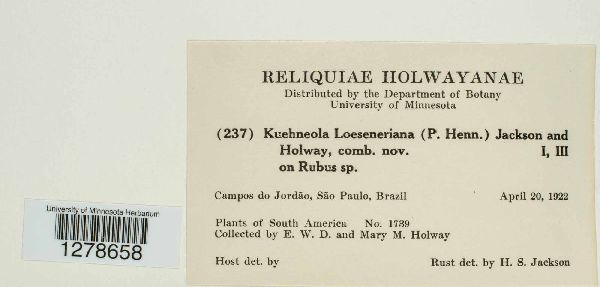 RELIQUIAE HOLWAYANAE
Distributed by the Department of Botany
University of Minnesota
(237) Kuehneola Loeseneriana (P. Henn.) Jackson and
Holway, comb. nov. I, III
on Rubus sp.
Campos do Jordão, São Paulo, Brazil April 20, 1922
Plants of South America No. 1739
Collected by E. W. D. and Mary M. Holway
Host det. by Rust det. by H. S. Jackson
University of Minnesota Herbarium
1278658